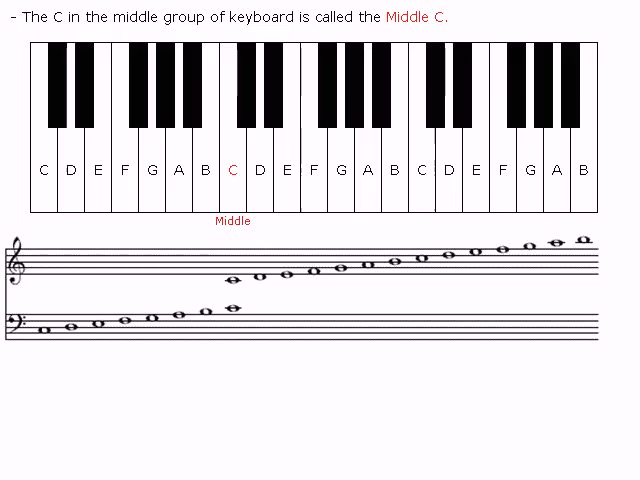 - The C in the middle group of keyboard is called the Middle C.
C D E F G A B C D E F G A B C D E F G A B
Middle